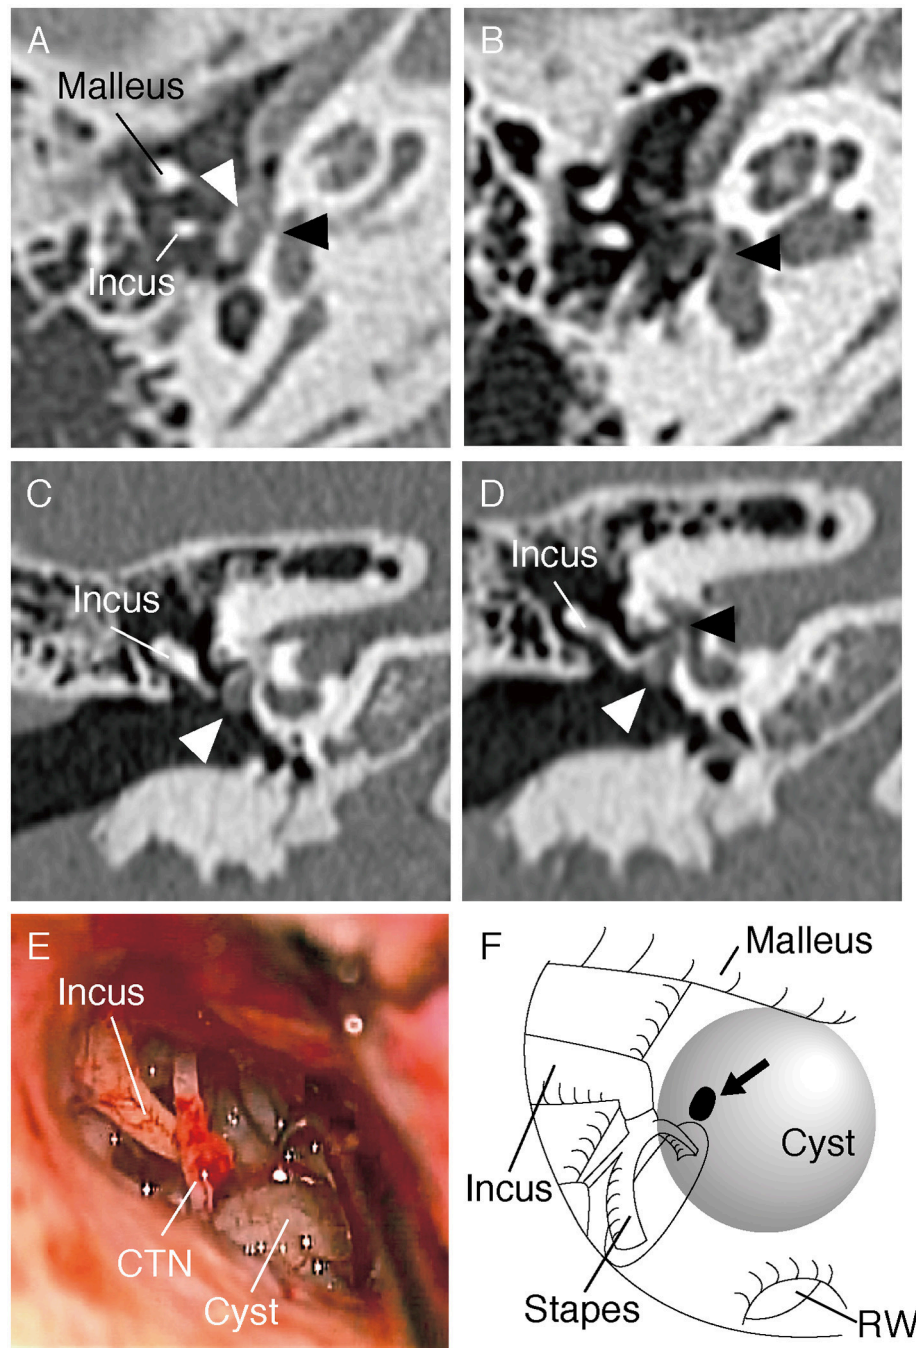 A
Malleus
Incus
B
C
Incus
D
Incus
E
Incus
CTN
Cyst
F
Malleus
Cyst
Incus
Stapes
RW